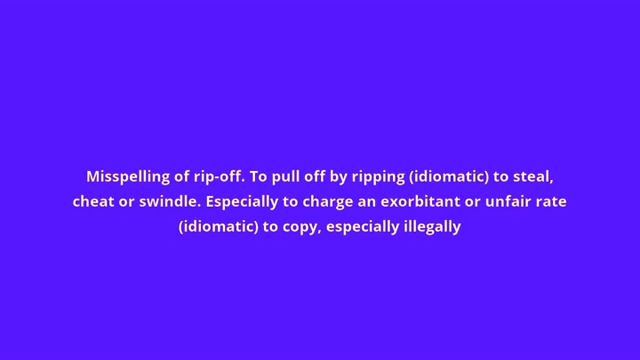 Misspelling of rip-off. To pull off by ripping (idiomatic) to steal,
cheat or swindle. Especially to charge an exorbitant or unfair rate
(idiomatic) to copy, especially illegally